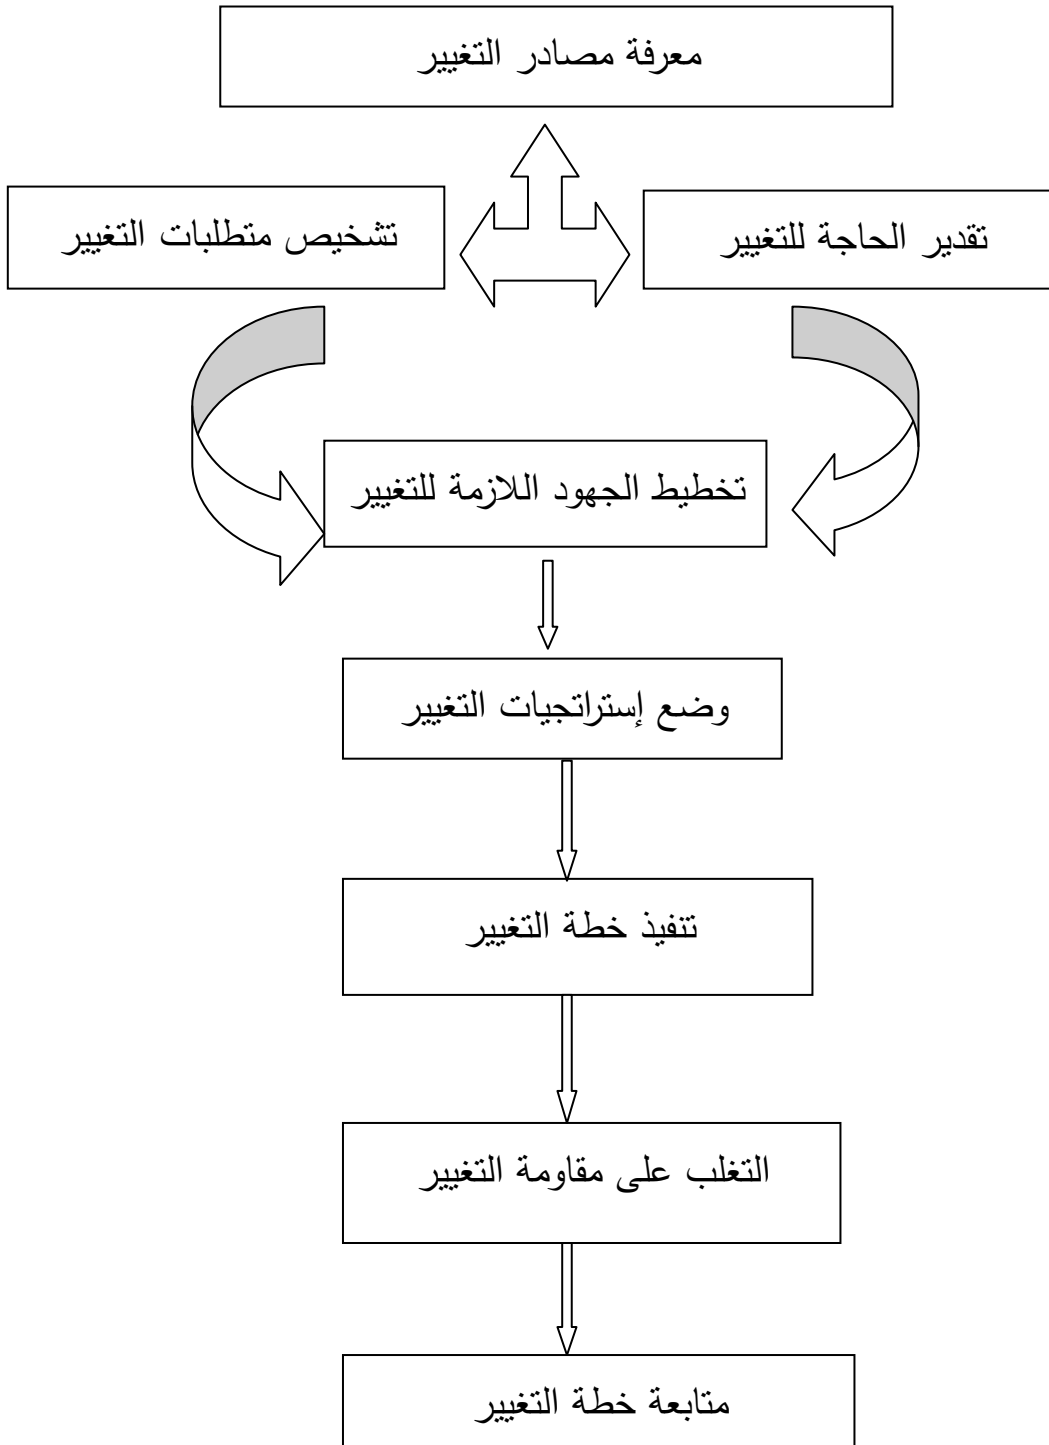 معرفة مصادر التغيير
تقدير الحاجة للتغيير
تشخيص متطلبات التغيير
تخطيط الجهود اللازمة للتغيير
وضع إستراتجيات التغيير
تنفيذ خطة التغيير
التغلب على مقاومة التغيير
متابعة خطة التغيير